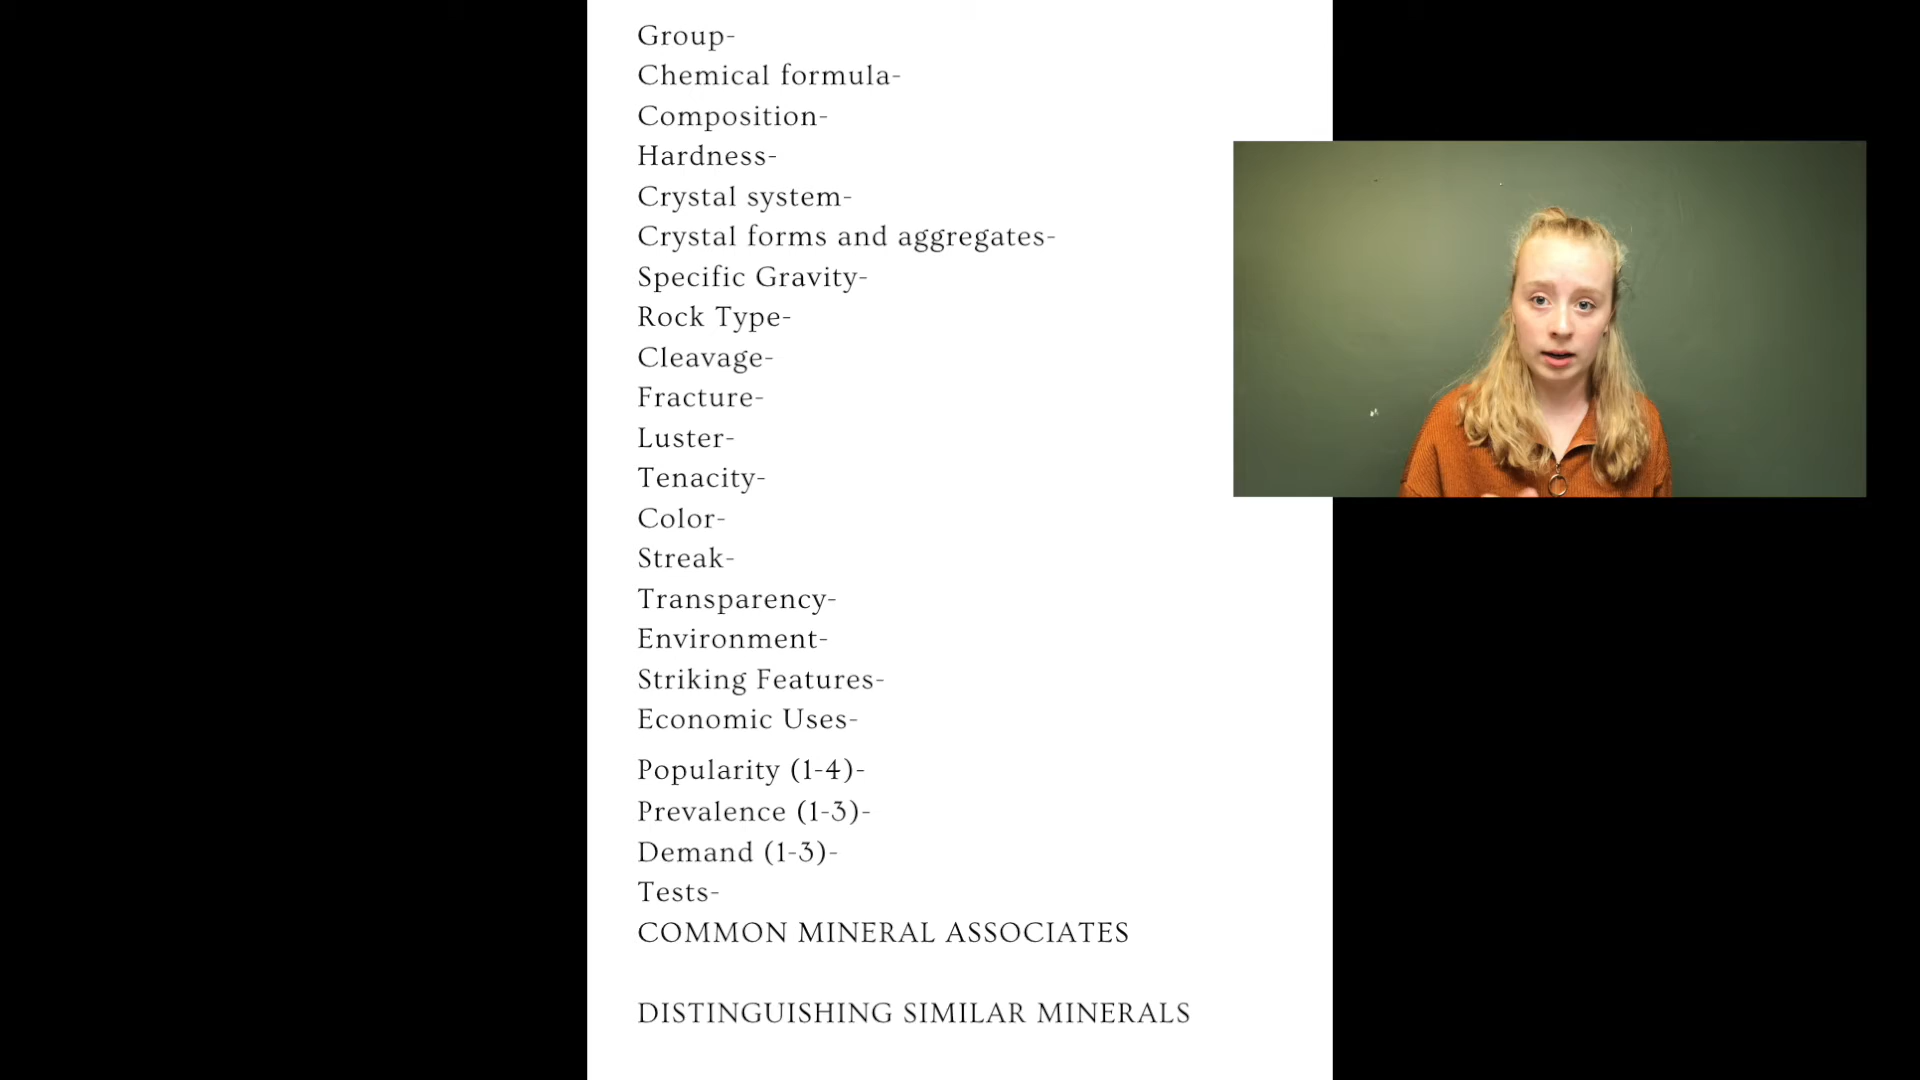 Group-
Chemical formula-
Composition-
Hardness-
Crystal system-
Crystal forms and aggregates-
Specific Gravity-
Rock Type-
Cleavage-
Fracture-
Luster-
Tenacity-
Color-
Streak-
Transparency-
Environment-
Striking Features-
Economic Uses-
Popularity (1-4)-
Prevalence (1-3)-
Demand (1-3)-
Tests-
COMMON MINERAL ASSOCIATES
DISTINGUISHING SIMILAR MINERALS